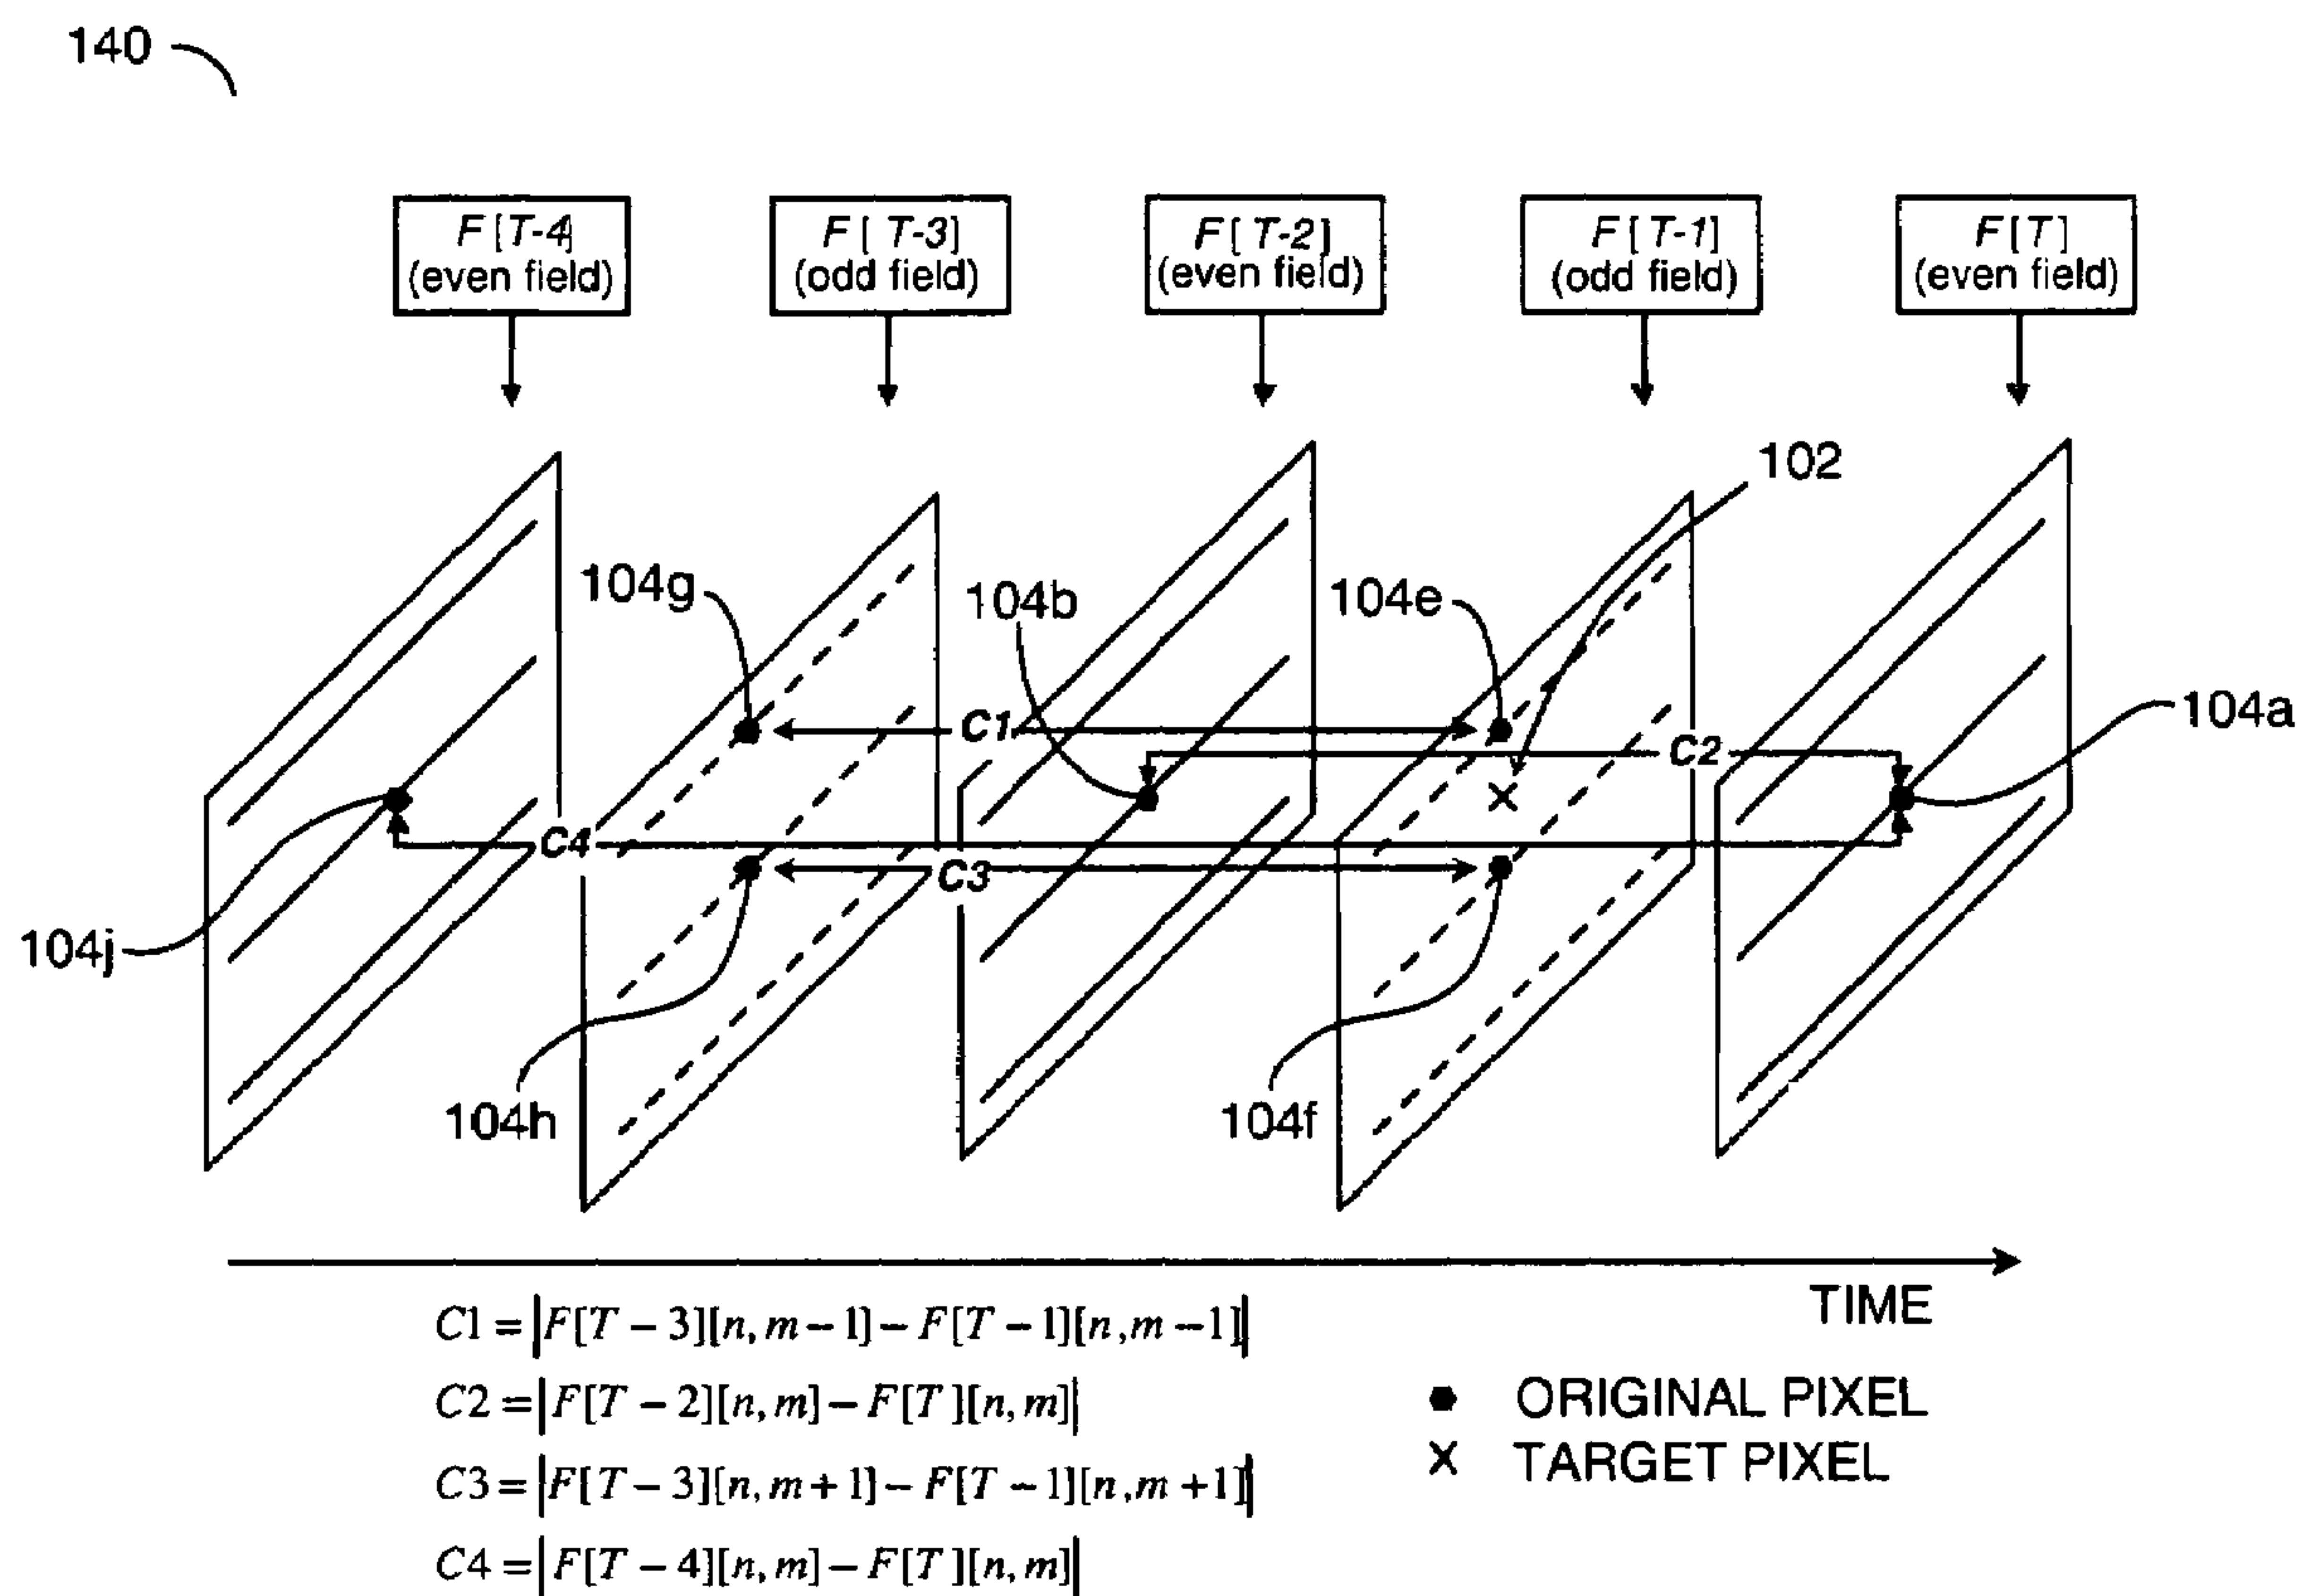 140
F[T-4]
(even field)
F[ T-3]
(odd field)
F[ T-2]
(even field)
F[ T-1]
(odd field)
F[T]
(even field)
102
104g
104b
104e
104a
C1
C2
C4
C3
104j
104h
104f
TIME
C1 = |F[T − 3][n, m − 1] − F[T − 1][n, m − 1]|
C2 = |F[T − 2][n, m] − F[T][n, m]|
C3 = |F[T − 3][n, m + 1] − F[T − 1][n, m + 1]|
C4 = |F[T − 4][n, m] − F[T][n, m]|
● ORIGINAL PIXEL
X TARGET PIXEL